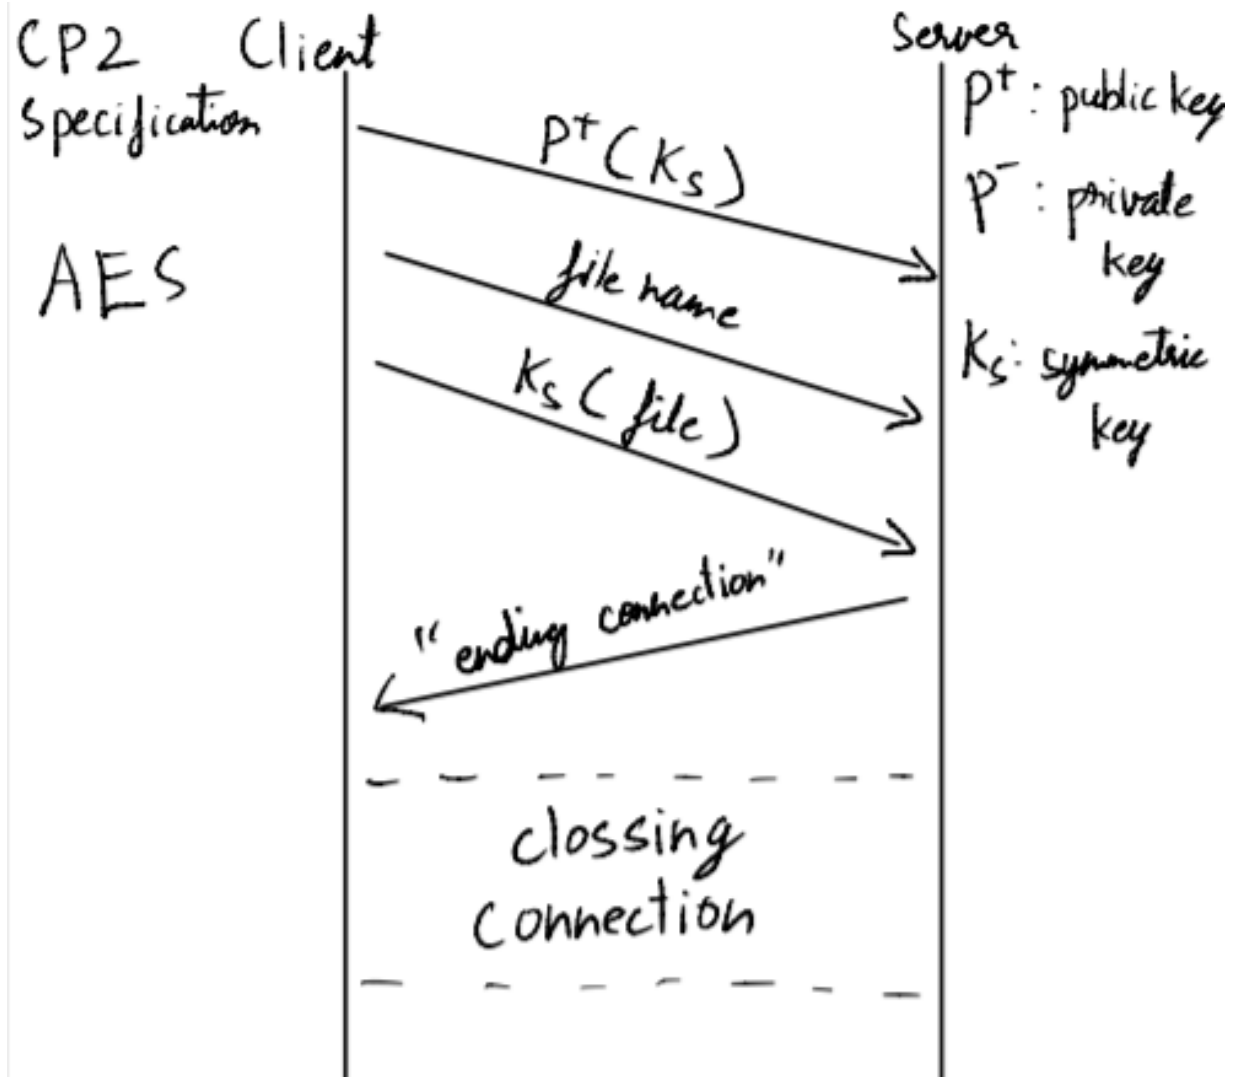 CP2 Client
Specification
AES
Server
P+ : public key
P- : private
key
Ks: symmetric
key
P+ (Ks)
file name
Ks (file)
"ending connection"
clossing
connection